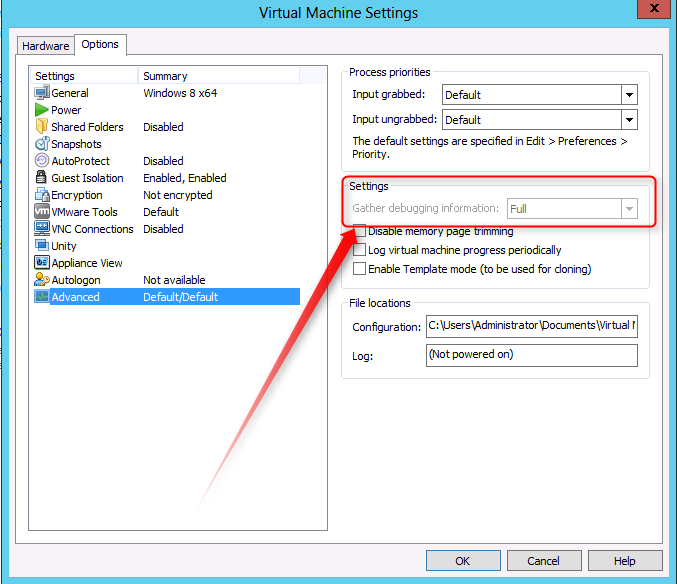 Virtual Machine Settings
x
Hardware
Options
Settings Summary
General Windows 8 x64
Power
Shared Folders Disabled
Snapshots
AutoProtect Disabled
Guest Isolation Enabled, Enabled
Encryption Not encrypted
VMware Tools Default
VNC Connections Disabled
Unity
Appliance View
Autologon Not available
Advanced Default/Default
Process priorities
Input grabbed: Default
Input ungrabbed: Default
The default settings are specified in Edit > Preferences >
Priority.
Settings
Gather debugging information: Full
Disable memory page trimming
Log virtual machine progress periodically
Enable Template mode (to be used for cloning)
File locations
Configuration: C:\Users\Administrator\Documents\Virtual
Log: (Not powered on)
OK
Cancel
Help